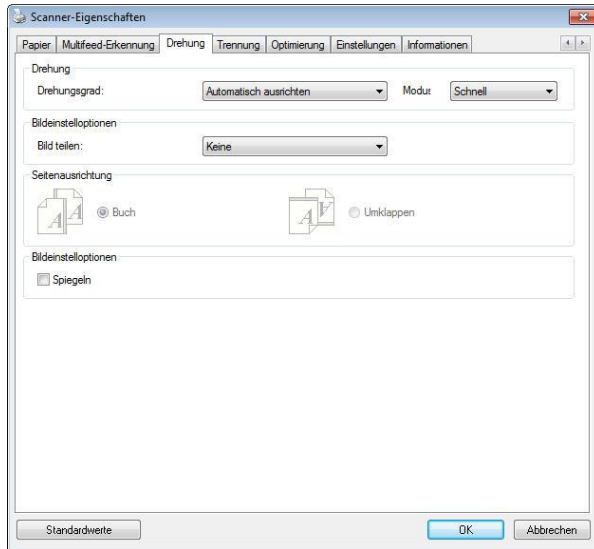 Scanner-Eigenschaften
Papier Multifeed-Erkennung Drehung Trennung Optimierung Einstellungen Informationen
Drehung
Drehungsgrad: Automatisch ausrichten Modus Schnell
Bildeinstelloptionen
Bild teilen: Keine
Seitenausrichtung
A A Buch A A Umklappen
Bildeinstelloptionen
Spiegeln
Standardwerte OK Abbrechen